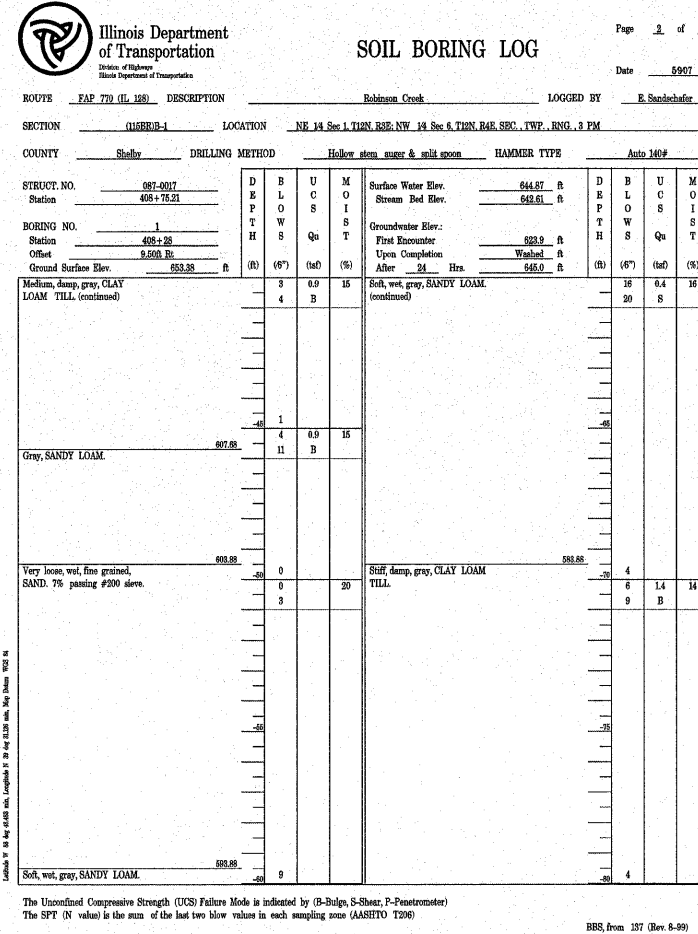 Illinois Department
of Transportation
Division of Highways
Illinois Department of Transportation
SOIL BORING LOG
Page 2 of
Date 5907
ROUTE FAP 770 (IL 128) DESCRIPTION Robinson Creek LOGGED BY E. Sandschafer
SECTION (115BR)B-1 LOCATION NE 1/4 Sec 1, T12N, R3E; NW 1/4 Sec 6, T12N, R4E, SEC. , TWP. , RNG. , 3 PM
COUNTY Shelby DRILLING METHOD Hollow stem auger & split spoon HAMMER TYPE Auto 140#
STRUCT. NO. 087-0017
Station 408+75.21
BORING NO. 1
Station 408+28
Offset 9.50ft Rt
Ground Surface Elev. 653.38 ft
DEPTH (ft)
BLOWS (/6")
UCS Qu (tsf)
MOIST (%)
Surface Water Elev. 644.87 ft
Stream Bed Elev. 642.61 ft
Groundwater Elev.:
First Encounter 623.9 ft
Upon Completion Washed ft
After 24 Hrs. 645.0 ft
DEPTH (ft)
BLOWS (/6")
UCS Qu (tsf)
MOIST (%)
Medium, damp, gray, CLAY 3 0.9 15
LOAM TILL. (continued) 4 B
-45 1
4 0.9 15
607.68 11 B
Gray, SANDY LOAM.
603.88
Very loose, wet, fine grained, -50 0
SAND. 7% passing #200 sieve. 0 20
3
-55
593.88
Soft, wet, gray, SANDY LOAM. -60 9
Soft, wet, gray, SANDY LOAM. 16 0.4 16
(continued) 20 S
-65
583.88
Stiff, damp, gray, CLAY LOAM -70 4
TILL. 6 1.4 14
9 B
-75
-80 4
The Unconfined Compressive Strength (UCS) Failure Mode is indicated by (B-Bulge, S-Shear, P-Penetrometer)
The SPT (N value) is the sum of the last two blow values in each sampling zone (AASHTO T206)
BBS, from 137 (Rev. 8-99)